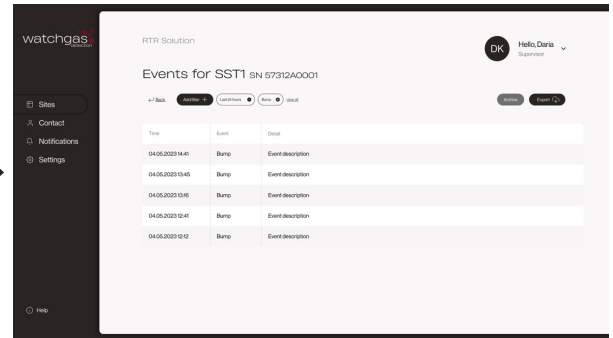 watchgas
detection
RTR Solution
DK
Hello, Daria
Supervisor
Events for SST1 SN 57312A0001
Back
Add filter +
Last 24 hours
Bump
clear all
Archive
Export
Sites
Contact
Notifications
Settings
Time Event Detail
04.05.2023 14:41 Bump Event description
04.05.2023 13:45 Bump Event description
04.05.2023 13:16 Bump Event description
04.05.2023 12:41 Bump Event description
04.05.2023 12:12 Bump Event description
Help